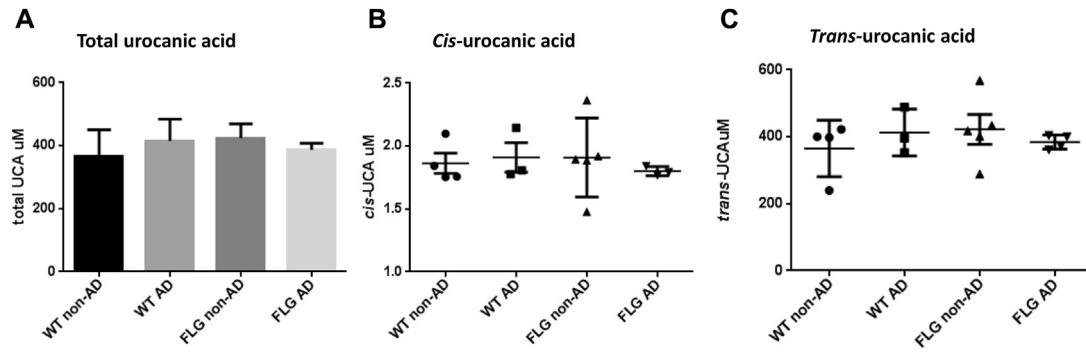 A
Total urocanic acid
total UCA uM
600
400
200
0
WT non-AD
WT AD
FLG non-AD
FLG AD
B
Cis-urocanic acid
cis-UCA uM
2.5
2.0
1.5
1.0
WT non-AD
WT AD
FLG non-AD
FLG AD
C
Trans-urocanic acid
trans-UCAuM
600
400
200
0
WT non-AD
WT AD
FLG non-AD
FLG AD